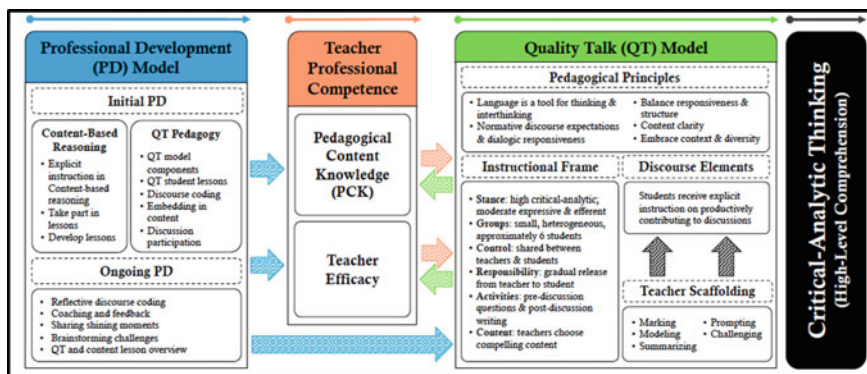 Professional Development
(PD) Model
Initial PD
Content-Based
Reasoning
• Explicit
instruction in
Content-based
reasoning
• Take part in
lessons
• Develop lessons
QT Pedagogy
• QT model
components
• QT student lessons
• Discourse coding
• Embedding in
content
• Discussion
participation
Ongoing PD
• Reflective discourse coding
• Coaching and feedback
• Sharing shining moments
• Brainstorming challenges
• QT and content lesson overview
Teacher
Professional
Competence
Pedagogical
Content
Knowledge
(PCK)
Teacher
Efficacy
Quality Talk (QT) Model
Pedagogical Principles
• Language is a tool for thinking &
interthinking
• Normative discourse expectations
& dialogic responsiveness
• Balance responsiveness &
structure
• Content clarity
• Embrace context & diversity
Instructional Frame
• Stance: high critical-analytic;
moderate expressive & efferent
• Groups: small, heterogeneous,
approximately 6 students
• Control: shared between
teachers & students
• Responsibility: gradual release
from teacher to student
• Activities: pre-discussion
questions & post-discussion
writing
• Content: teachers choose
compelling content
Discourse Elements
Students receive explicit
instruction on productively
contributing to discussions
Teacher Scaffolding
• Marking
• Modeling
• Summarizing
• Prompting
• Challenging
Critical-Analytic Thinking
(High-Level Comprehension)